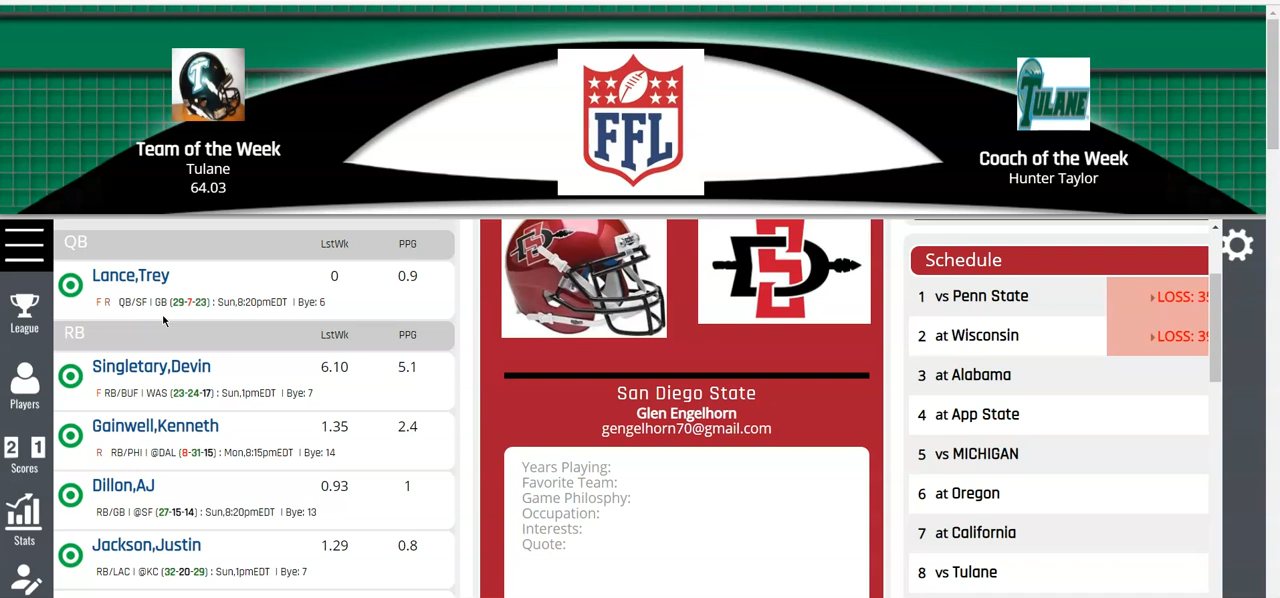 Team of the Week
Tulane
64.03
FFL
TULANE
Coach of the Week
Hunter Taylor
League
Players
2 1
Scores
Stats
QB LstWk PPG
Lance,Trey 0 0.9
F R QB/SF | GB (29-7-23) : Sun,8:20pmEDT | Bye: 6
RB LstWk PPG
Singletary,Devin 6.10 5.1
F RB/BUF | WAS (23-24-17) : Sun,1pmEDT | Bye: 7
Gainwell,Kenneth 1.35 2.4
R RB/PHI | @DAL (8-31-15) : Mon,8:15pmEDT | Bye: 14
Dillon,AJ 0.93 1
RB/GB | @SF (27-15-14) : Sun,8:20pmEDT | Bye: 13
Jackson,Justin 1.29 0.8
RB/LAC | @KC (32-20-29) : Sun,1pmEDT | Bye: 7
San Diego State
Glen Engelhorn
gengelhorn70@gmail.com
Years Playing:
Favorite Team:
Game Philosphy:
Occupation:
Interests:
Quote:
Schedule
1 vs Penn State LOSS: 3
2 at Wisconsin LOSS: 3
3 at Alabama
4 at App State
5 vs MICHIGAN
6 at Oregon
7 at California
8 vs Tulane